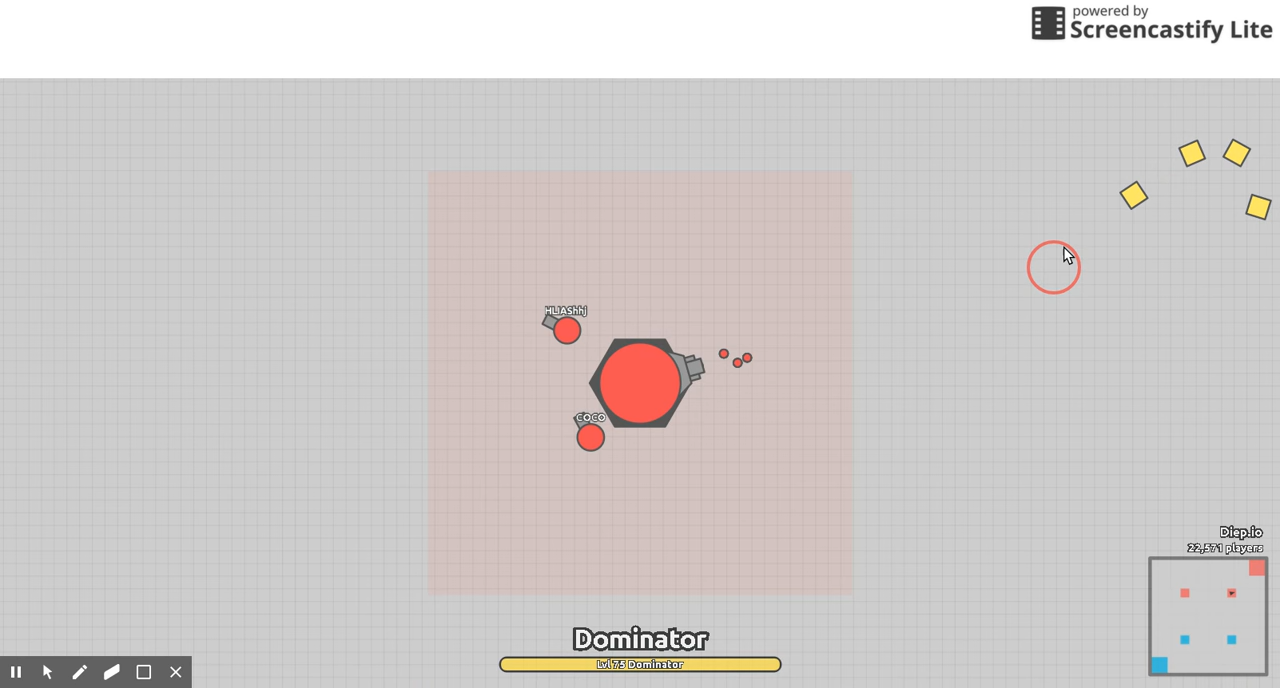 powered by
Screencastify Lite
HLIAShhj
COCO
Diep.io
22,571 players
Dominator
Lvl 75 Dominator